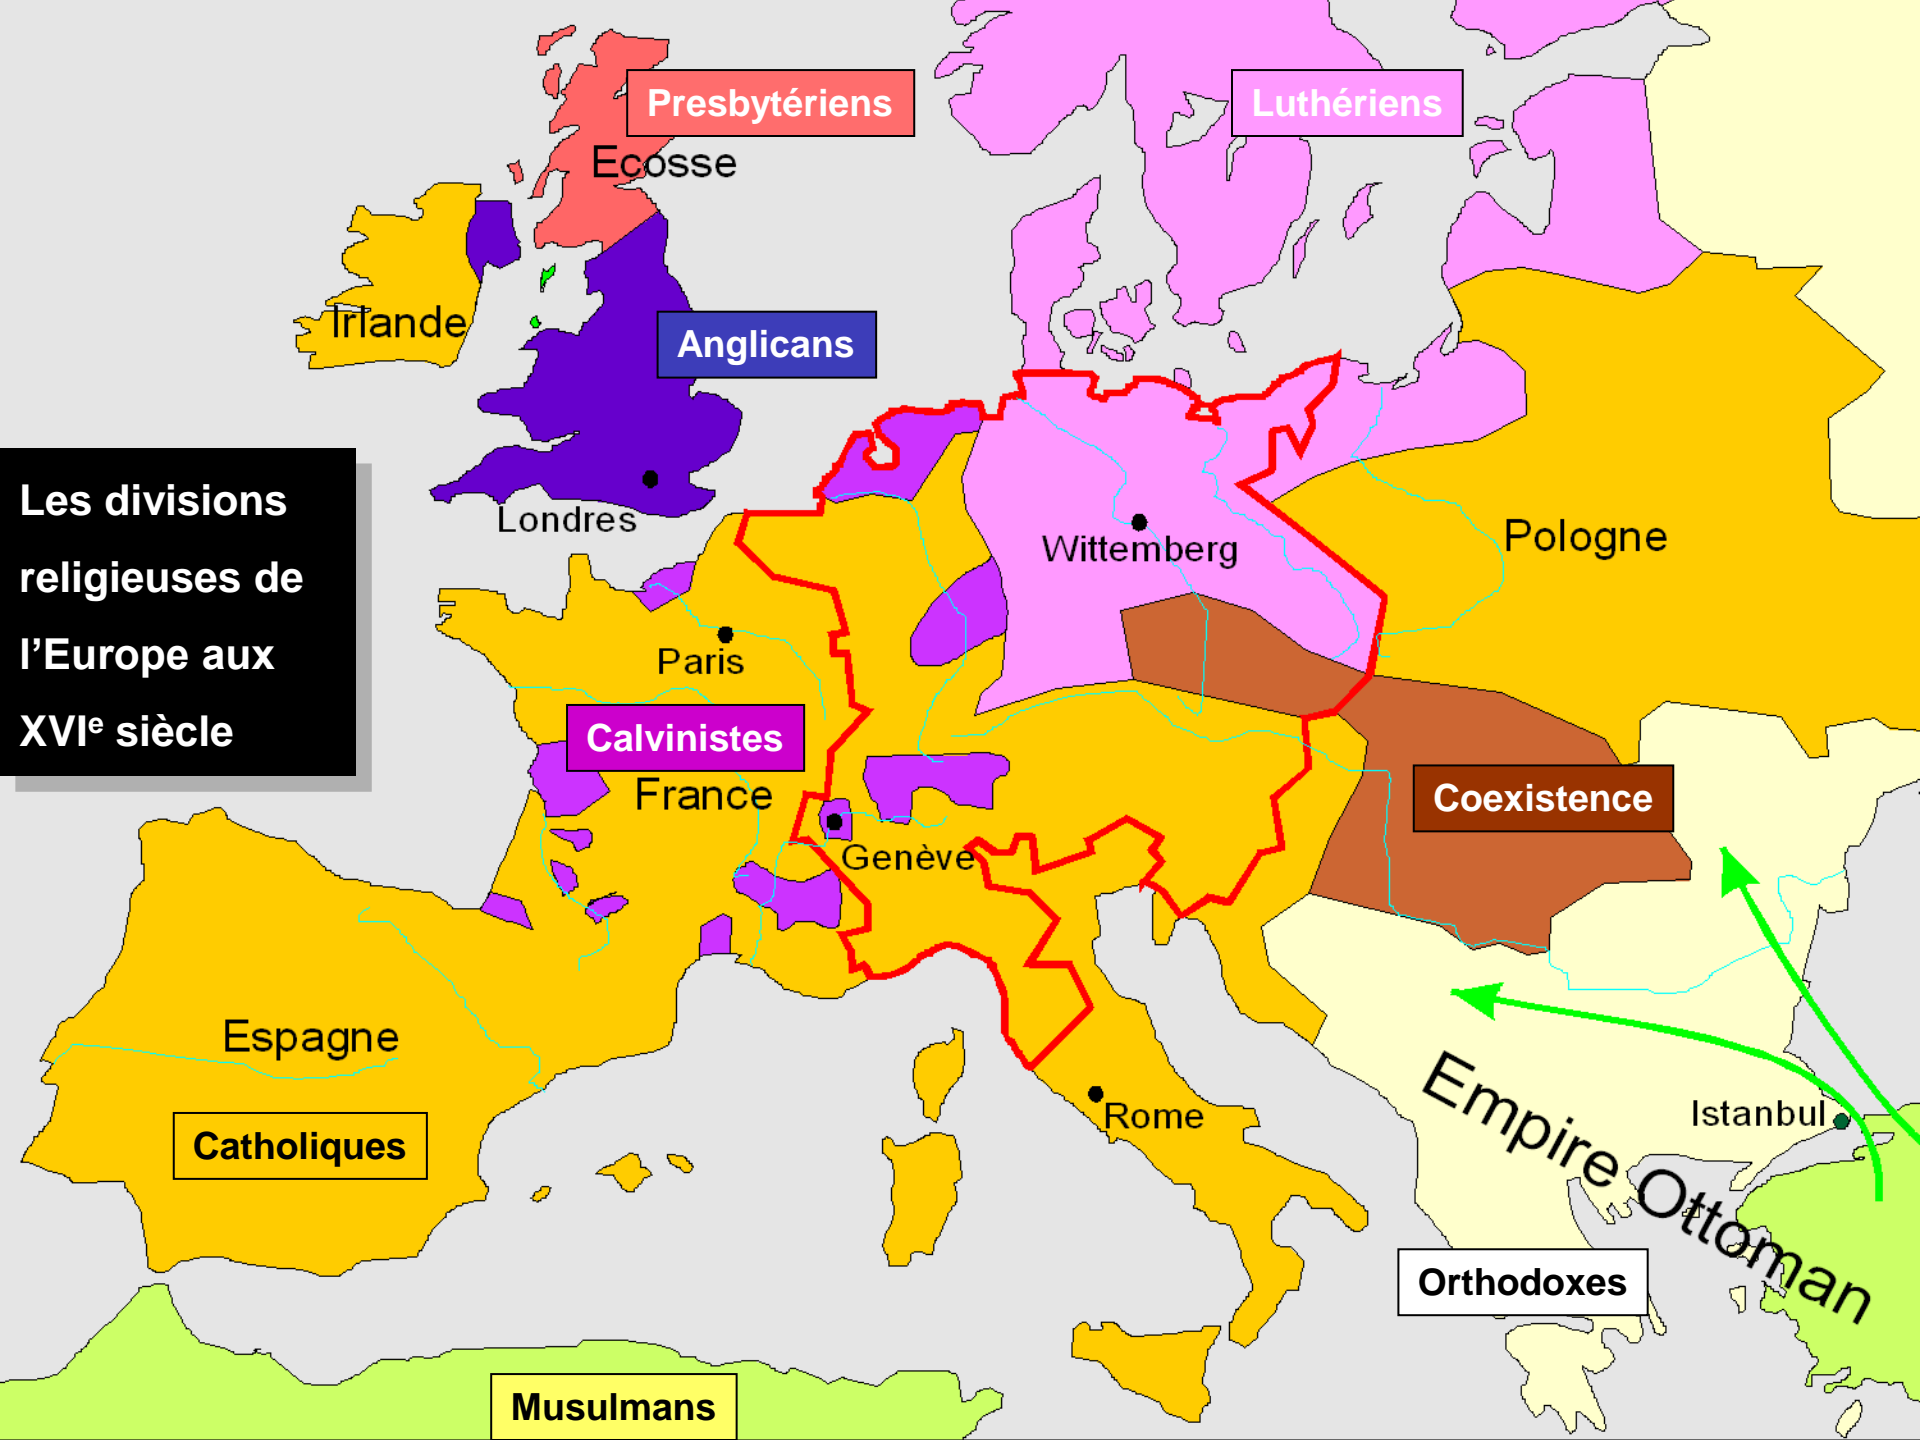 Presbytériens
Luthériens
Ecosse
Irlande
Anglicans
Les divisions
religieuses de
l'Europe aux
XVIe siècle
Londres
Wittemberg
Pologne
Paris
Calvinistes
France
Coexistence
Genève
Espagne
Empire Ottoman
Istanbul
Rome
Catholiques
Orthodoxes
Musulmans